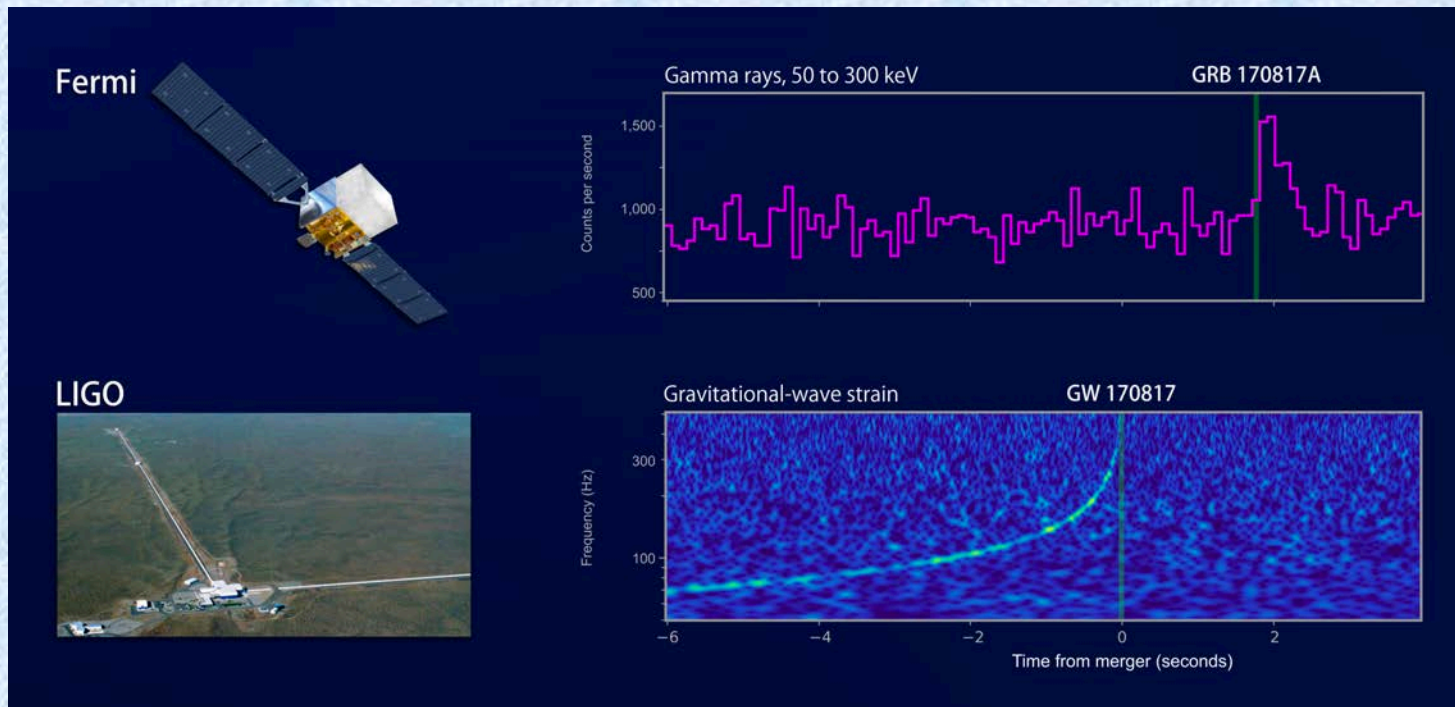 Fermi
Gamma rays, 50 to 300 keV
GRB 170817A
Counts per second
1,500
1,000
500
LIGO
Gravitational-wave strain
GW 170817
Frequency (Hz)
300
100
−6
−4
−2
0
2
Time from merger (seconds)